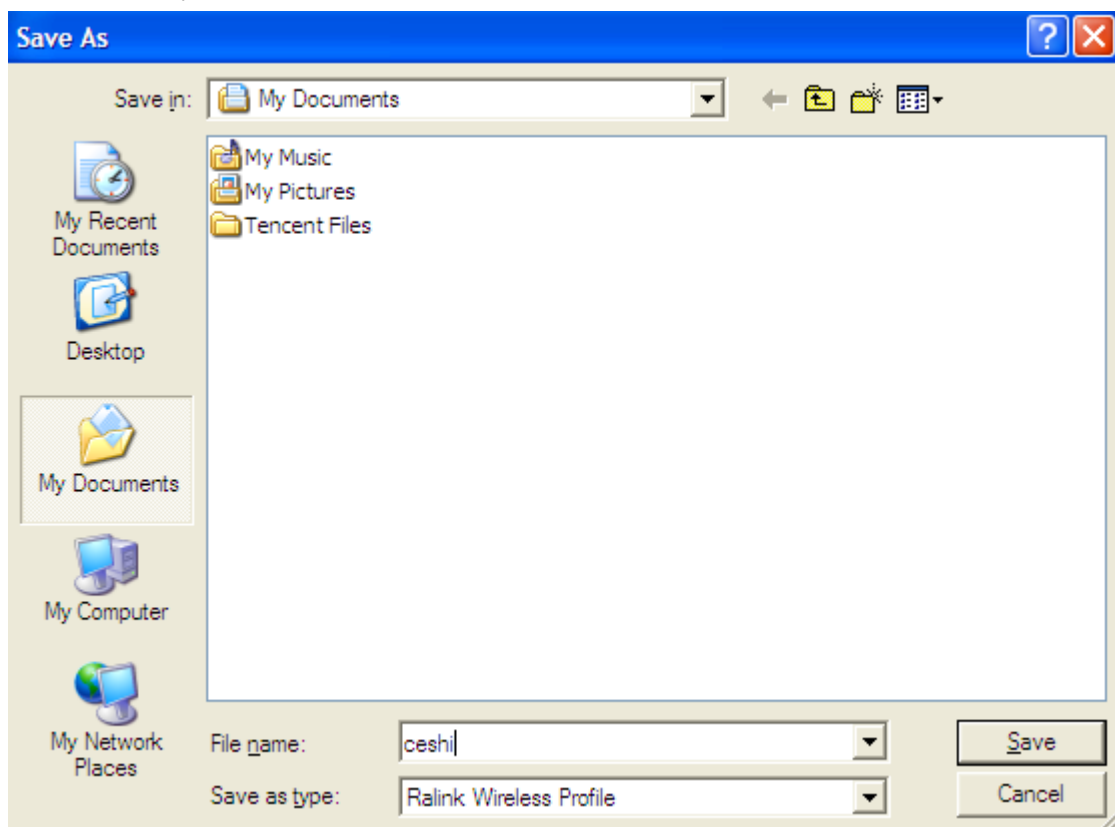 Save As
Save in:
My Documents
My Music
My Pictures
Tencent Files
My Recent
Documents
Desktop
My Documents
My Computer
My Network
Places
File name:
ceshi
Save
Save as type:
Ralink Wireless Profile
Cancel